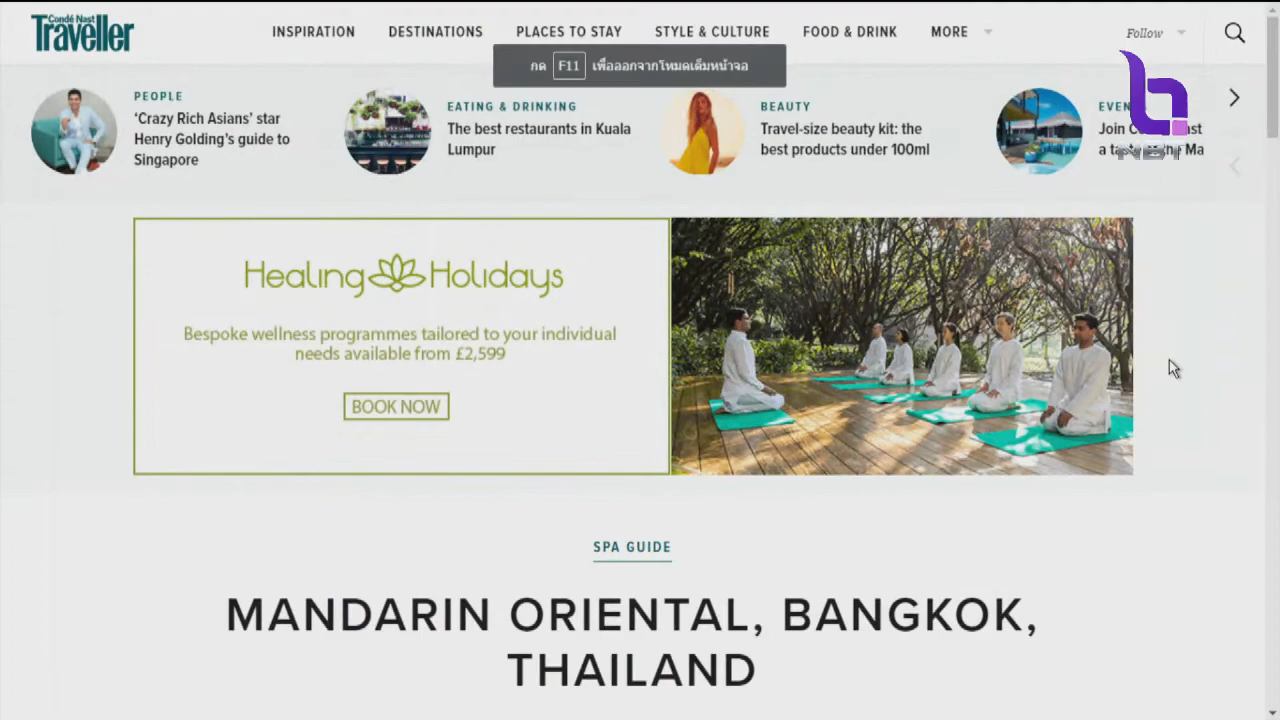 Condé Nast
Traveller
INSPIRATION
DESTINATIONS
PLACES TO STAY
STYLE & CULTURE
FOOD & DRINK
MORE
Follow
กด F11 เพื่อออกจากโหมดเต็มหน้าจอ
PEOPLE
‘Crazy Rich Asians’ star
Henry Golding’s guide to
Singapore
EATING & DRINKING
The best restaurants in Kuala
Lumpur
BEAUTY
Travel-size beauty kit: the
best products under 100ml
Join
a ta
Healing Holidays
Bespoke wellness programmes tailored to your individual
needs available from £2,599
BOOK NOW
SPA GUIDE
MANDARIN ORIENTAL, BANGKOK,
THAILAND